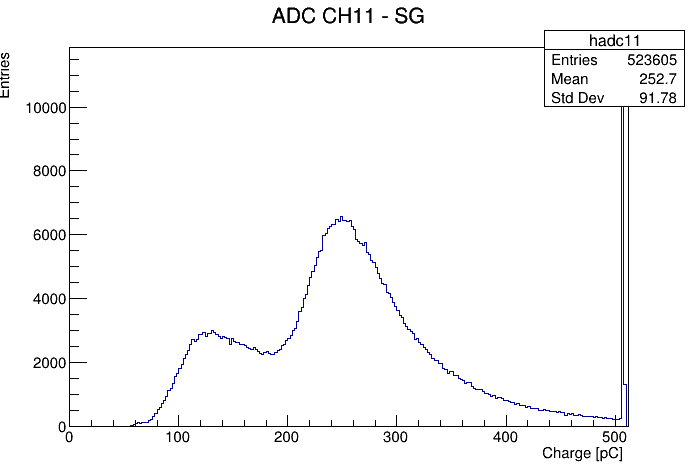 ADC CH11 - SG
hadc11
Entries 523605
Mean 252.7
Std Dev 91.78
Entries
10000
8000
6000
4000
2000
0
0 100 200 300 400 500
Charge [pC]